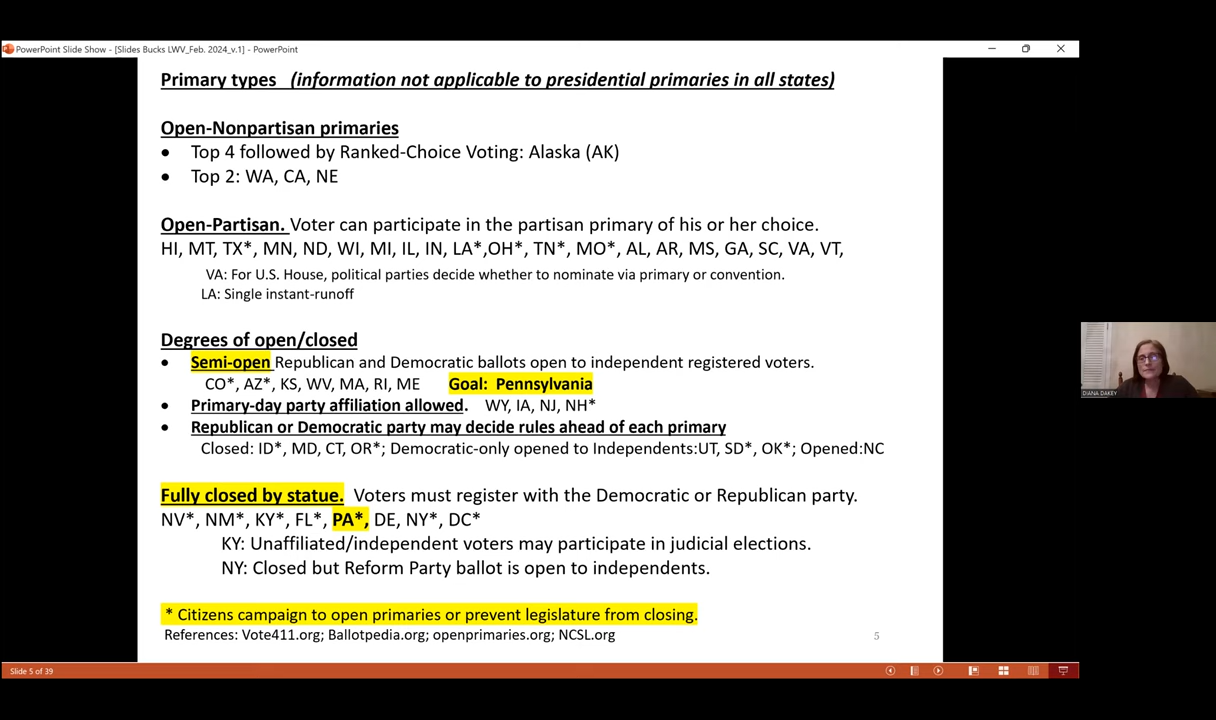 PowerPoint Slide Show - [Slides Bucks LWV_Feb. 2024_v.1] - PowerPoint
Primary types (information not applicable to presidential primaries in all states)
Open-Nonpartisan primaries
• Top 4 followed by Ranked-Choice Voting: Alaska (AK)
• Top 2: WA, CA, NE
Open-Partisan. Voter can participate in the partisan primary of his or her choice.
HI, MT, TX*, MN, ND, WI, MI, IL, IN, LA*,OH*, TN*, MO*, AL, AR, MS, GA, SC, VA, VT,
VA: For U.S. House, political parties decide whether to nominate via primary or convention.
LA: Single instant-runoff
Degrees of open/closed
• Semi-open Republican and Democratic ballots open to independent registered voters.
CO*, AZ*, KS, WV, MA, RI, ME Goal: Pennsylvania
• Primary-day party affiliation allowed. WY, IA, NJ, NH*
• Republican or Democratic party may decide rules ahead of each primary
Closed: ID*, MD, CT, OR*; Democratic-only opened to Independents:UT, SD*, OK*; Opened:NC
Fully closed by statue. Voters must register with the Democratic or Republican party.
NV*, NM*, KY*, FL*, PA*, DE, NY*, DC*
KY: Unaffiliated/independent voters may participate in judicial elections.
NY: Closed but Reform Party ballot is open to independents.
* Citizens campaign to open primaries or prevent legislature from closing.
References: Vote411.org; Ballotpedia.org; openprimaries.org; NCSL.org
5
Slide 5 of 39
DIANA DAKEY